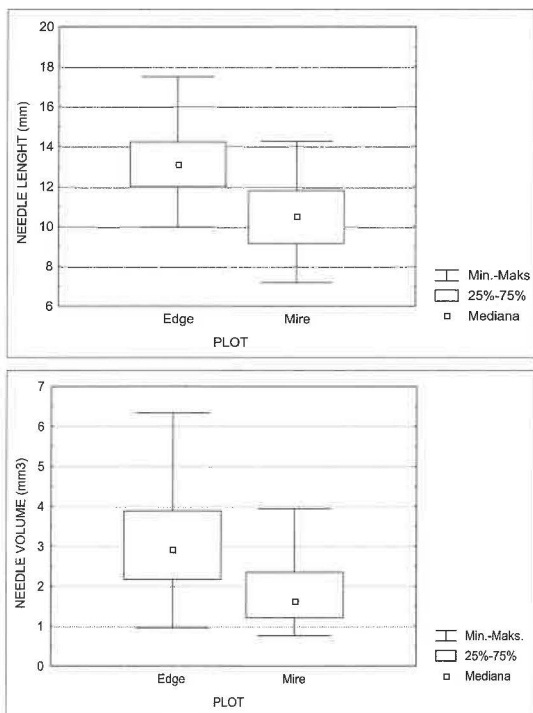 20
18
16
14
12
10
8
6
NEEDLE LENGHT (mm)
Edge Mire
PLOT
Min.-Maks
25%-75%
Mediana
7
6
5
4
3
2
1
0
NEEDLE VOLUME (mm3)
Edge Mire
PLOT
Min.-Maks.
25%-75%
Mediana